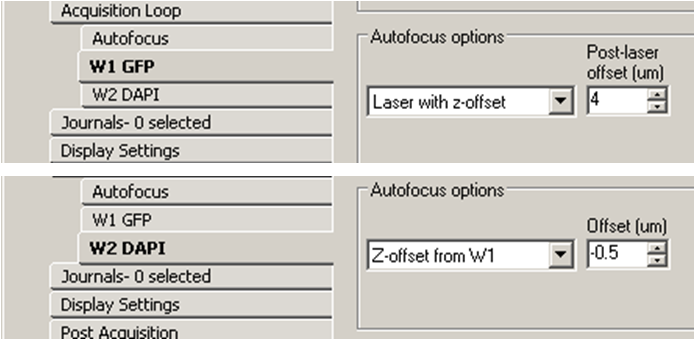 Acquisition Loop
Autofocus
W1 GFP
W2 DAPI
Journals- 0 selected
Display Settings
Autofocus options
Post-laser
offset (um)
Laser with z-offset
4
Autofocus
W1 GFP
W2 DAPI
Journals- 0 selected
Display Settings
Post Acquisition
Autofocus options
Offset (um)
Z-offset from W1
-0.5